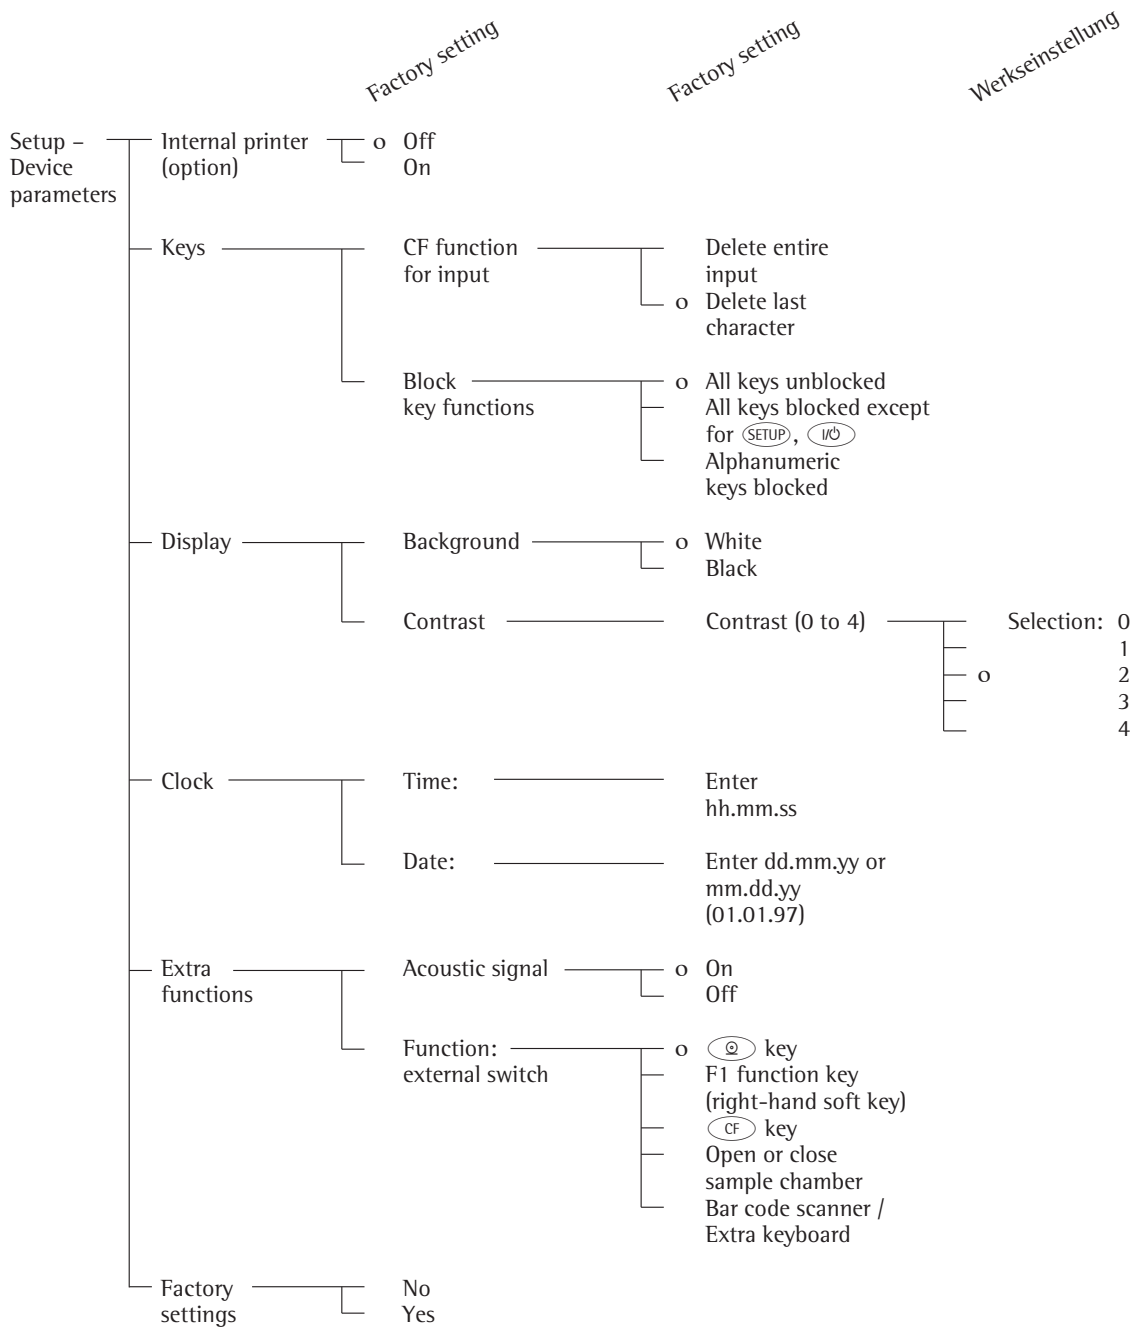 Factory setting Factory setting Werkseinstellung
Setup – Internal printer o Off
Device (option) On
parameters
Keys CF function Delete entire
for input input
o Delete last
character
Block o All keys unblocked
key functions All keys blocked except
for SETUP, I/⏻
Alphanumeric
keys blocked
Display Background o White
Black
Contrast Contrast (0 to 4) Selection: 0
1
o 2
3
4
Clock Time: Enter
hh.mm.ss
Date: Enter dd.mm.yy or
mm.dd.yy
(01.01.97)
Extra Acoustic signal o On
functions Off
Function: o key
external switch F1 function key
(right-hand soft key)
CF key
Open or close
sample chamber
Bar code scanner /
Extra keyboard
Factory No
settings Yes